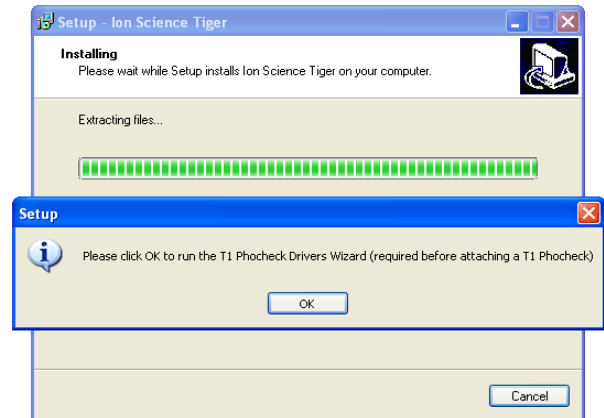 Setup - Ion Science Tiger
Installing
Please wait while Setup installs Ion Science Tiger on your computer.
Extracting files...
Setup
Please click OK to run the T1 Phocheck Drivers Wizard (required before attaching a T1 Phocheck)
OK
Cancel